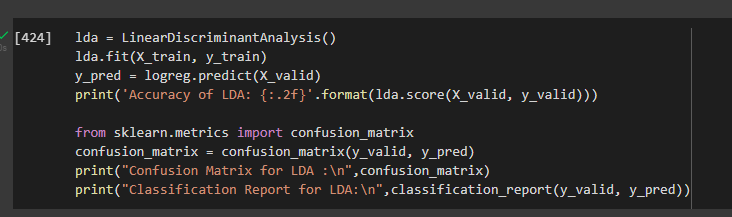 [424] lda = LinearDiscriminantAnalysis()
lda.fit(X_train, y_train)
y_pred = logreg.predict(X_valid)
print('Accuracy of LDA: {:.2f}'.format(lda.score(X_valid, y_valid)))
from sklearn.metrics import confusion_matrix
confusion_matrix = confusion_matrix(y_valid, y_pred)
print("Confusion Matrix for LDA :\n",confusion_matrix)
print("Classification Report for LDA:\n",classification_report(y_valid, y_pred))